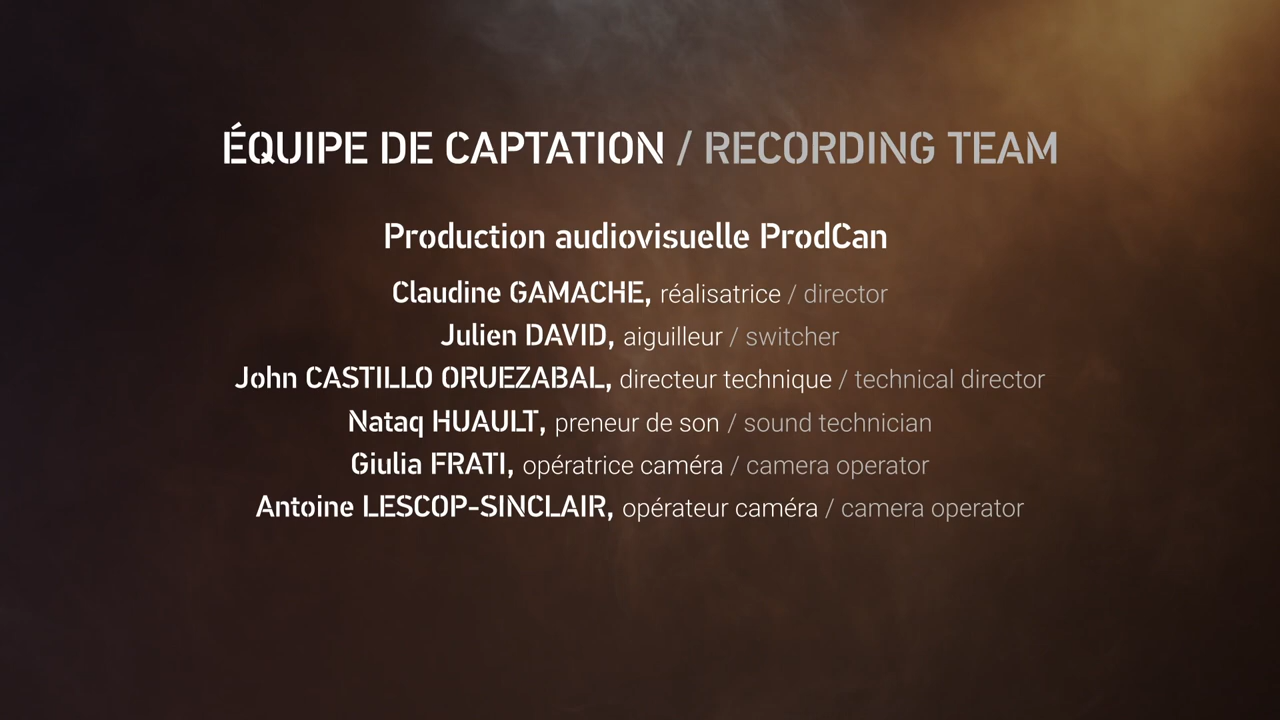 ÉQUIPE DE CAPTATION / RECORDING TEAM
Production audiovisuelle ProdCan
Claudine GAMACHE, réalisatrice / director
Julien DAVID, aiguilleur / switcher
John CASTILLO ORUEZABAL, directeur technique / technical director
Nataq HUAULT, preneur de son / sound technician
Giulia FRATI, opératrice caméra / camera operator
Antoine LESCOP-SINCLAIR, opérateur caméra / camera operator